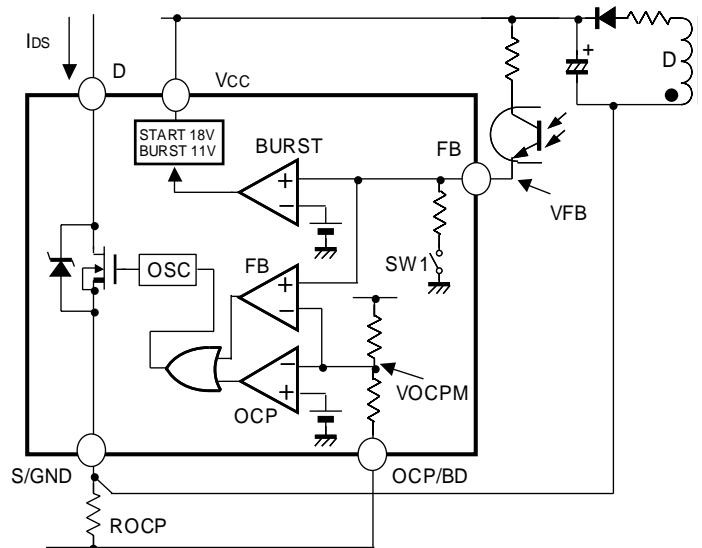 IDS
D
VCC
D
+
START 18V
BURST 11V
BURST
FB
+
−
VFB
SW1
OSC
FB
+
−
−
+
VOCPM
OCP
S/GND
OCP/BD
ROCP